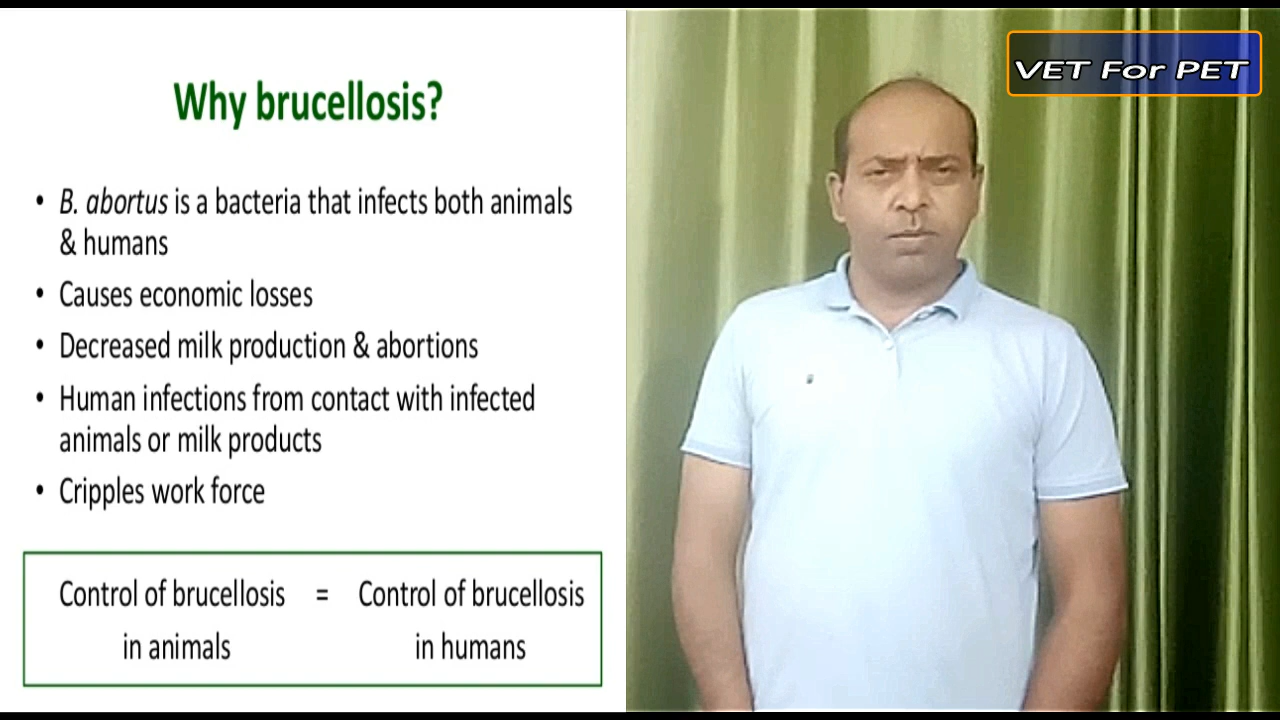 Why brucellosis?
• B. abortus is a bacteria that infects both animals
& humans
• Causes economic losses
• Decreased milk production & abortions
• Human infections from contact with infected
animals or milk products
• Cripples work force
Control of brucellosis = Control of brucellosis
in animals in humans
VET For PET